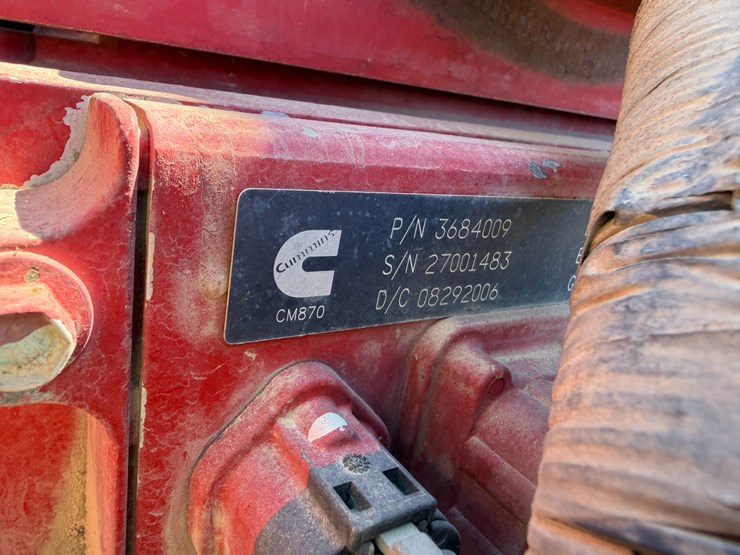 Cummins
CM870
P/N 3684009
S/N 27001483
D/C 08292006